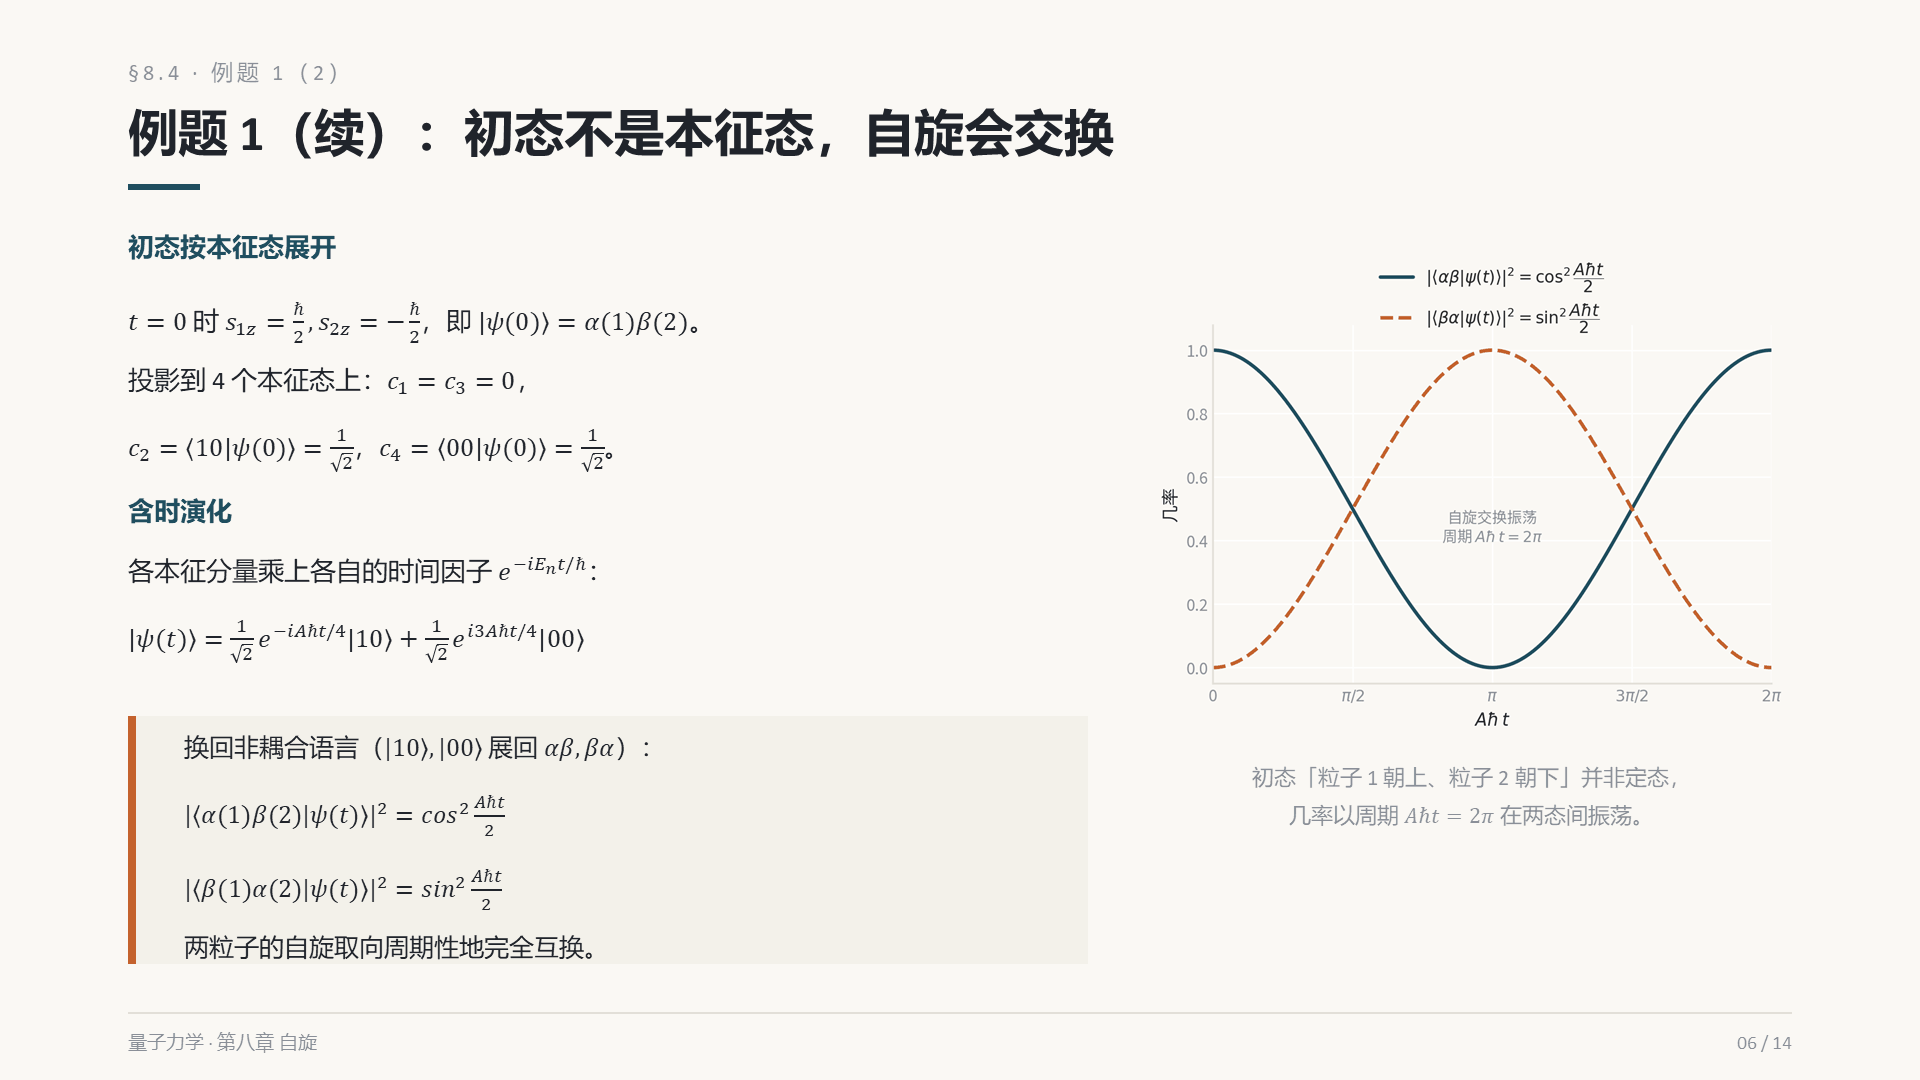 §8.4 · 例题 1（2）
例题 1（续）：初态不是本征态，自旋会交换
初态按本征态展开
t = 0 时 s₁z = ħ/2, s₂z = −ħ/2，即 |ψ(0)⟩ = α(1)β(2)。
投影到 4 个本征态上：c₁ = c₃ = 0，
c₂ = ⟨10|ψ(0)⟩ = 1/√2，c₄ = ⟨00|ψ(0)⟩ = 1/√2。
含时演化
各本征分量乘上各自的时间因子 e^{−iEₙt/ħ}：
|ψ(t)⟩ = 1/√2 e^{−iAħt/4}|10⟩ + 1/√2 e^{i3Aħt/4}|00⟩
换回非耦合语言（|10⟩, |00⟩ 展回 αβ, βα）：
|⟨α(1)β(2)|ψ(t)⟩|² = cos² Aħt/2
|⟨β(1)α(2)|ψ(t)⟩|² = sin² Aħt/2
两粒子的自旋取向周期性地完全互换。
|⟨αβ|ψ(t)⟩|² = cos² Aħt/2
|⟨βα|ψ(t)⟩|² = sin² Aħt/2
1.0
0.8
0.6
0.4
0.2
0.0
几率
自旋交换振荡
周期 Aħ t = 2π
0 π/2 π 3π/2 2π
Aħ t
初态「粒子 1 朝上、粒子 2 朝下」并非定态，
几率以周期 Aħt = 2π 在两态间振荡。
量子力学 · 第八章 自旋
06 / 14